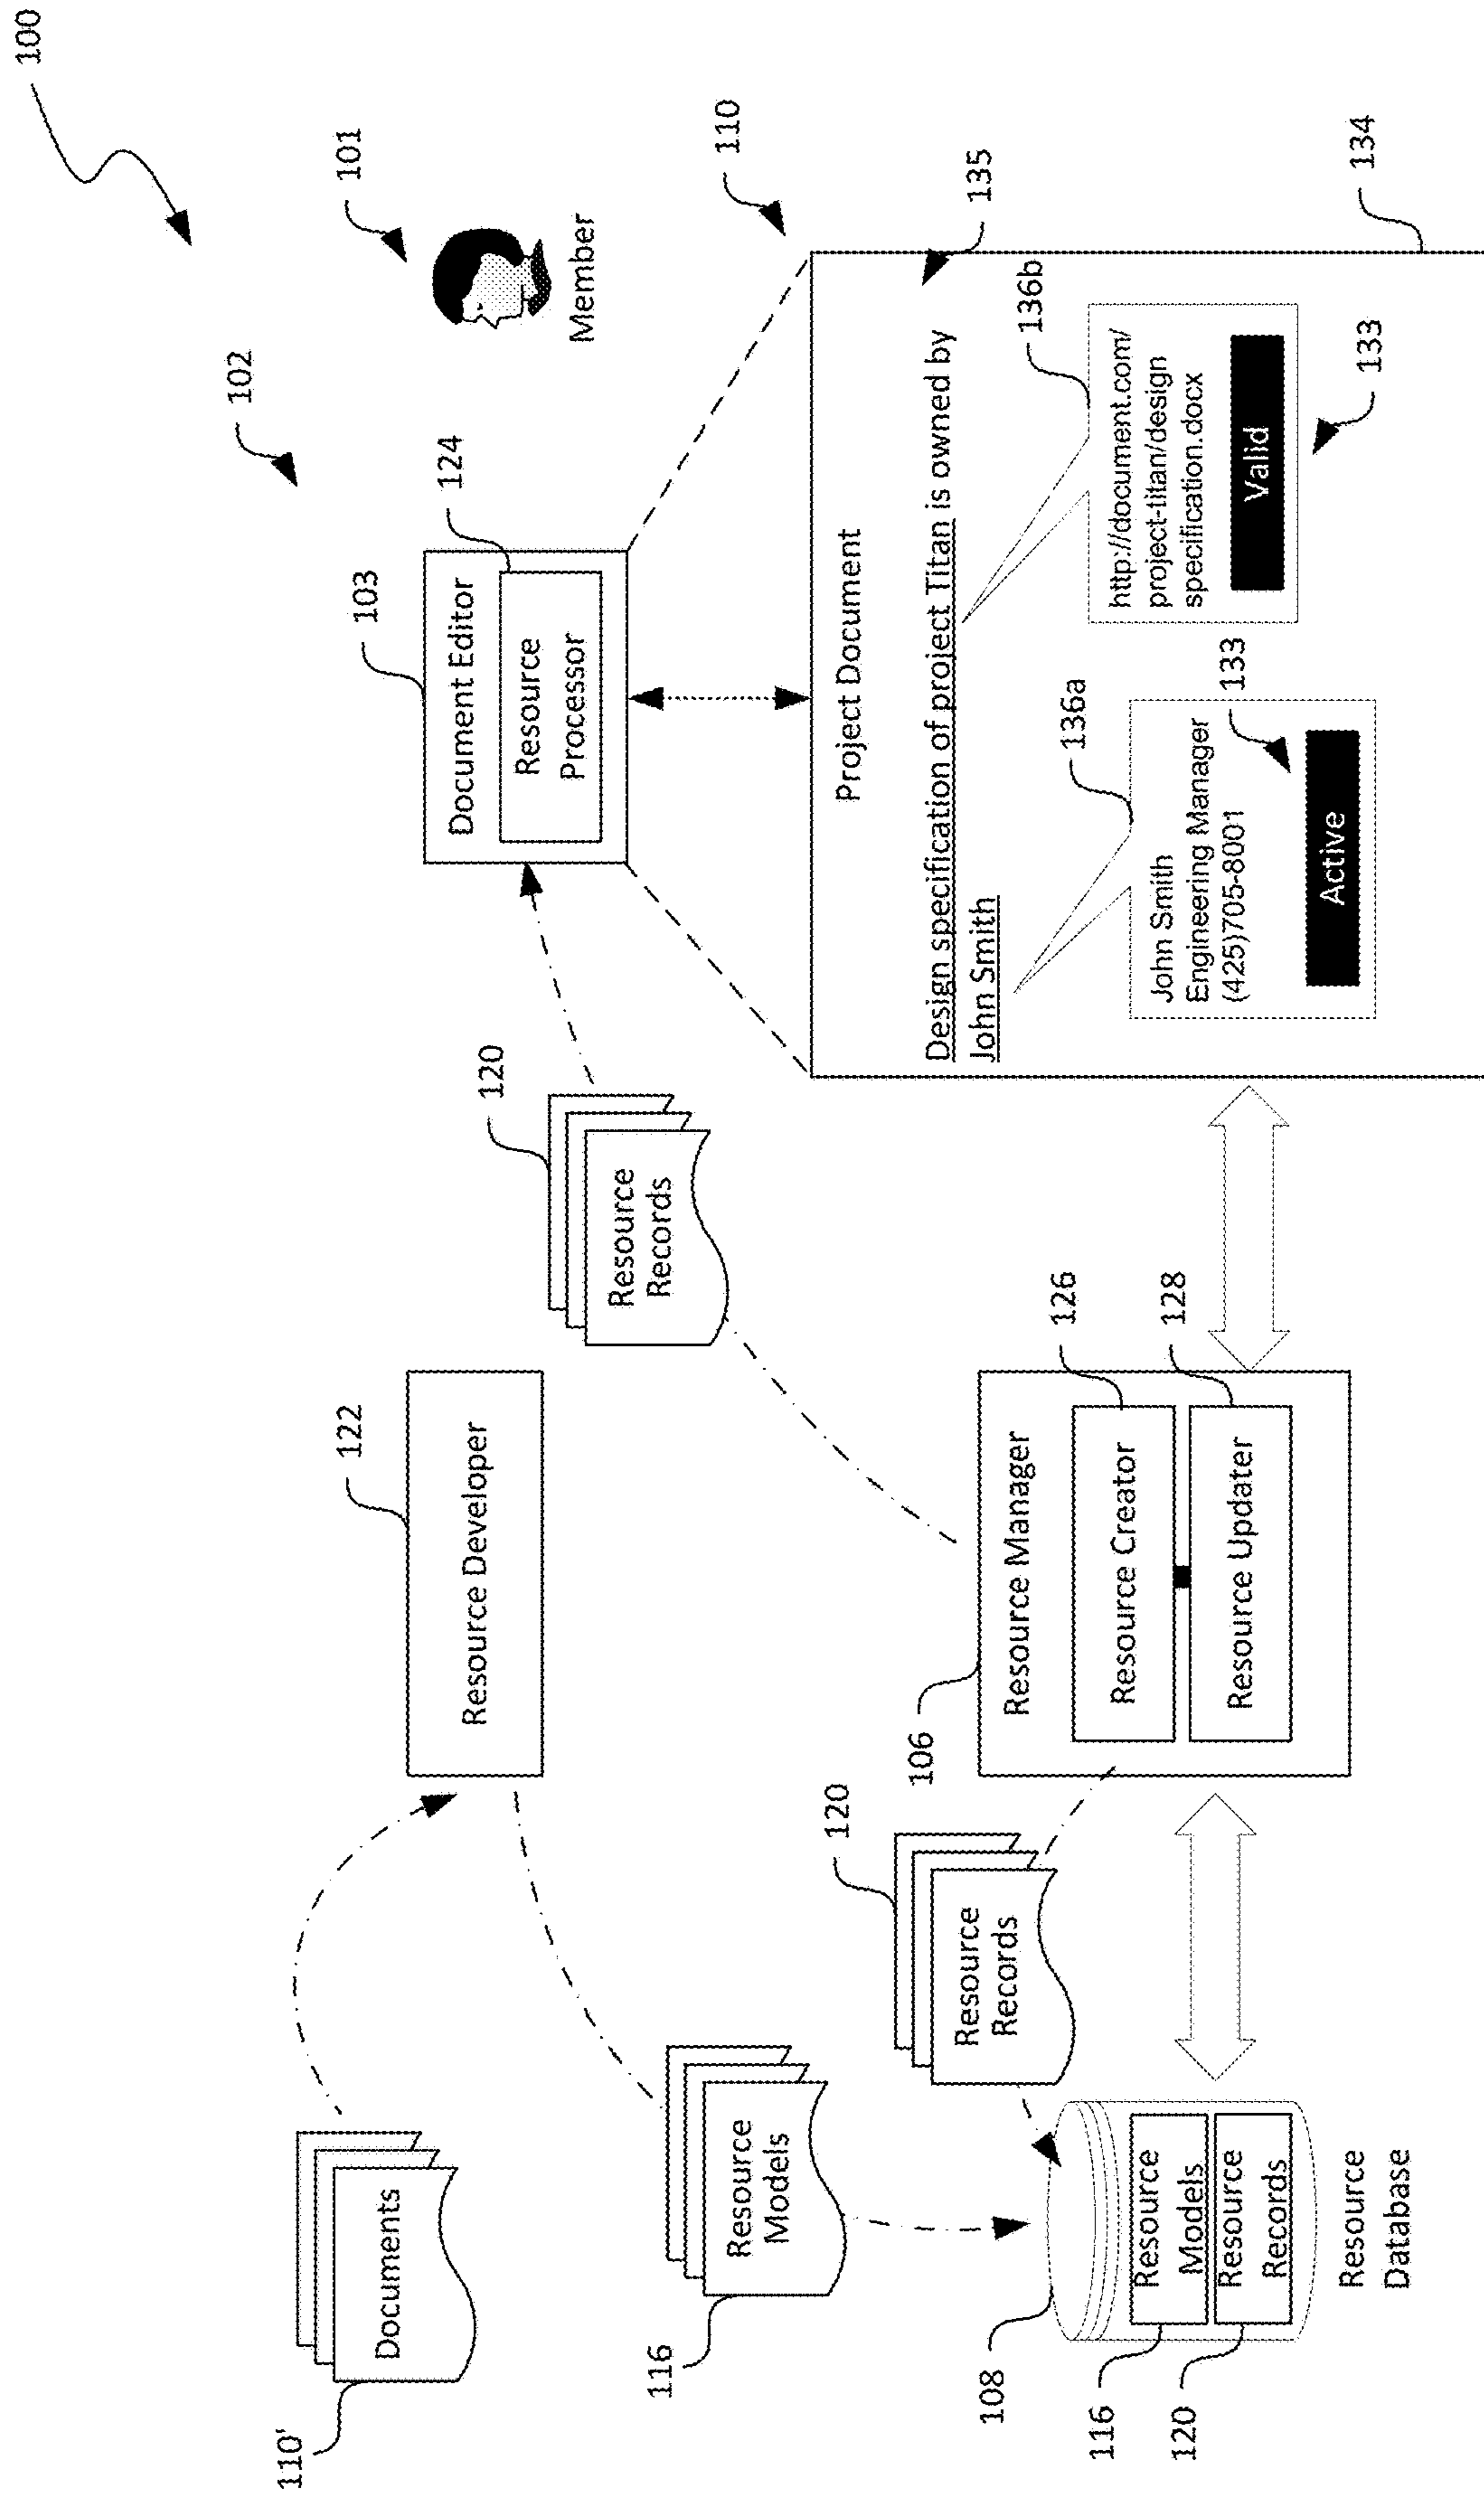 100
102
101
Member
103
124
Document Editor
Resource
Processor
110
122
Resource Developer
120
Resource
Records
110'
Documents
116
Resource
Models
Project Document
135
Design specification of project Titan is owned by
John Smith
136a
John Smith
Engineering Manager
(425)705-8001
Active
133
136b
http://document.com/
project-titan/design
specification.docx
Valid
133
134
106
Resource Manager
126
Resource Creator
128
Resource Updater
120
Resource
Records
108
116
Resource
Models
120
Resource
Records
Resource
Database